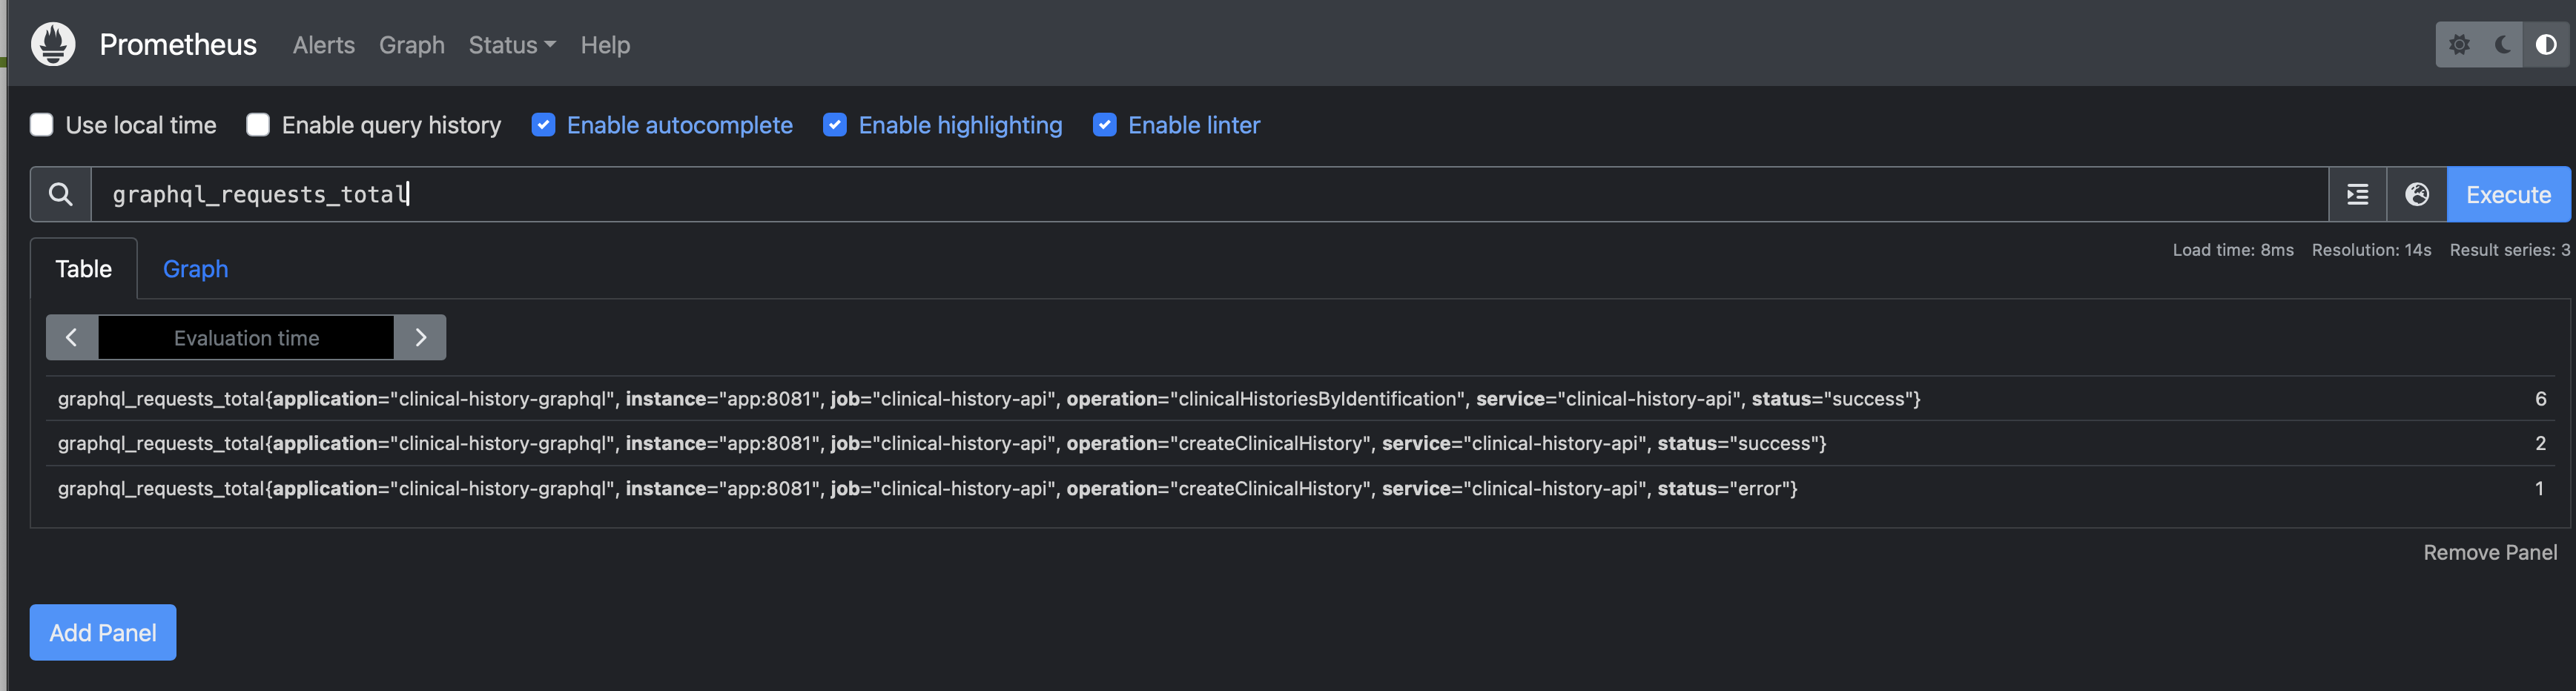 Prometheus Alerts Graph Status Help
Use local time Enable query history Enable autocomplete Enable highlighting Enable linter
graphql_requests_total Execute
Table Graph Load time: 8ms Resolution: 14s Result series: 3
Evaluation time
graphql_requests_total{application="clinical-history-graphql", instance="app:8081", job="clinical-history-api", operation="clinicalHistoriesByIdentification", service="clinical-history-api", status="success"} 6
graphql_requests_total{application="clinical-history-graphql", instance="app:8081", job="clinical-history-api", operation="createClinicalHistory", service="clinical-history-api", status="success"} 2
graphql_requests_total{application="clinical-history-graphql", instance="app:8081", job="clinical-history-api", operation="createClinicalHistory", service="clinical-history-api", status="error"} 1
Remove Panel
Add Panel